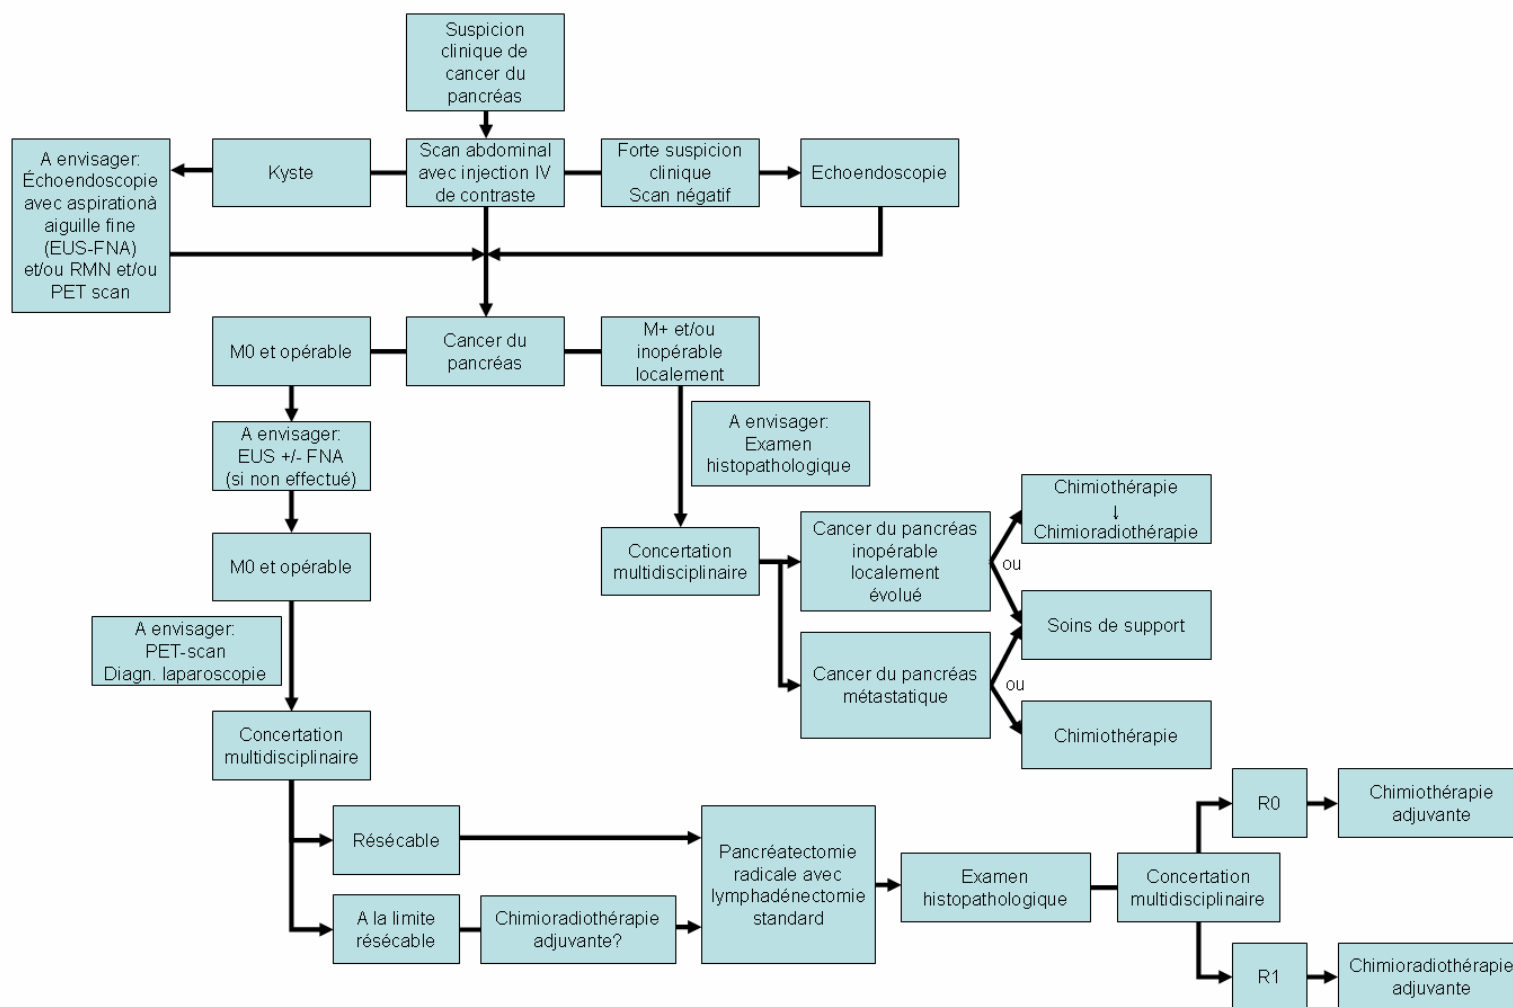 Suspicion
clinique de
cancer du
pancréas
A envisager:
Échoendoscopie
avec aspirationà
aiguille fine
(EUS-FNA)
et/ou RMN et/ou
PET scan
Kyste
Scan abdominal
avec injection IV
de contraste
Forte suspicion
clinique
Scan négatif
Echoendoscopie
M0 et opérable
Cancer du
pancréas
M+ et/ou
inopérable
localement
A envisager:
EUS +/- FNA
(si non effectué)
A envisager:
Examen
histopathologique
M0 et opérable
Concertation
multidisciplinaire
Cancer du pancréas
inopérable
localement
évolué
Chimiothérapie
↓
Chimioradiothérapie
ou
Soins de support
A envisager:
PET-scan
Diagn. laparoscopie
Cancer du pancréas
métastatique
ou
Chimiothérapie
Concertation
multidisciplinaire
Résécable
A la limite
résécable
Chimioradiothérapie
adjuvante?
Pancréatectomie
radicale avec
lymphadénectomie
standard
Examen
histopathologique
Concertation
multidisciplinaire
R0
Chimiothérapie
adjuvante
R1
Chimioradiothérapie
adjuvante